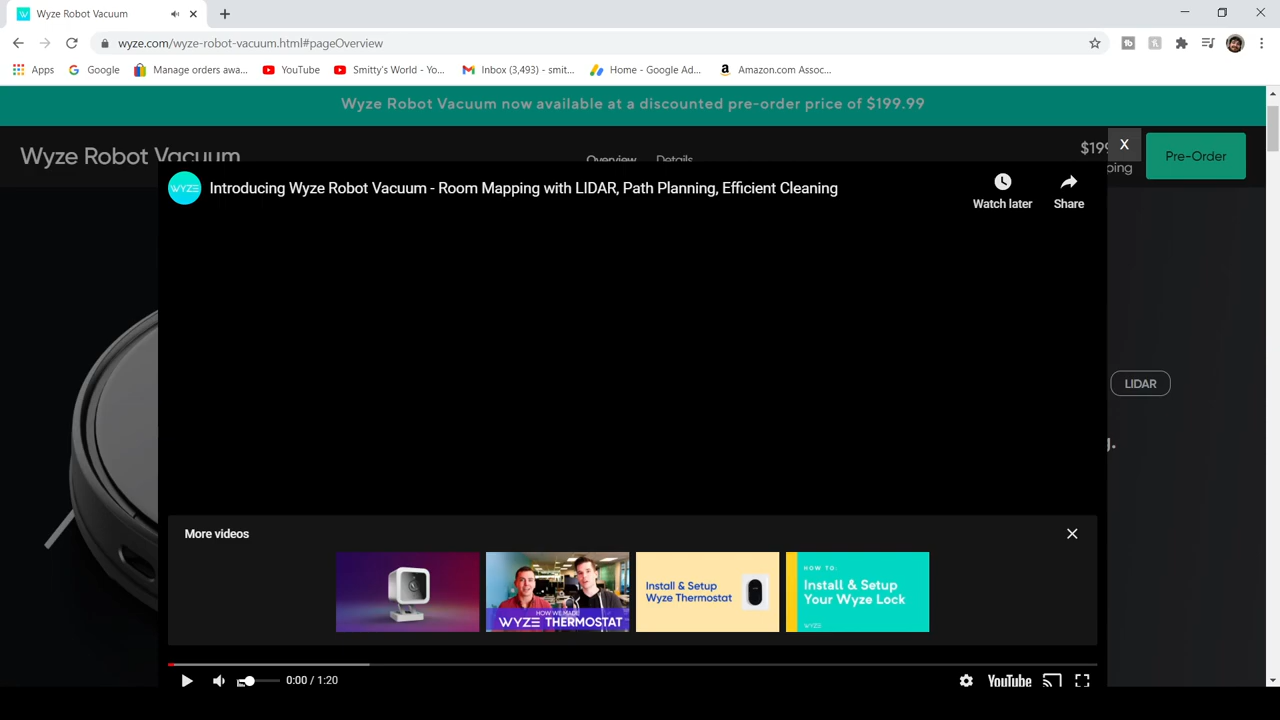 Wyze Robot Vacuum
wyze.com/wyze-robot-vacuum.html#pageOverview
Apps
Google
Manage orders awa...
YouTube
Smitty's World - Yo...
Inbox (3,493) - smit...
Home - Google Ad...
Amazon.com Assoc...
Wyze Robot Vacuum now available at a discounted pre-order price of $199.99
Wyze Robot Vacuum
Overview
Details
$199
pping
X
Pre-Order
WYZE
Introducing Wyze Robot Vacuum - Room Mapping with LIDAR, Path Planning, Efficient Cleaning
Watch later
Share
LIDAR
g.
More videos
HOW WE MADE
WYZE THERMOSTAT
Install & Setup
Wyze Thermostat
HOW TO:
Install & Setup
Your Wyze Lock
WYZE
0:00 / 1:20
YouTube